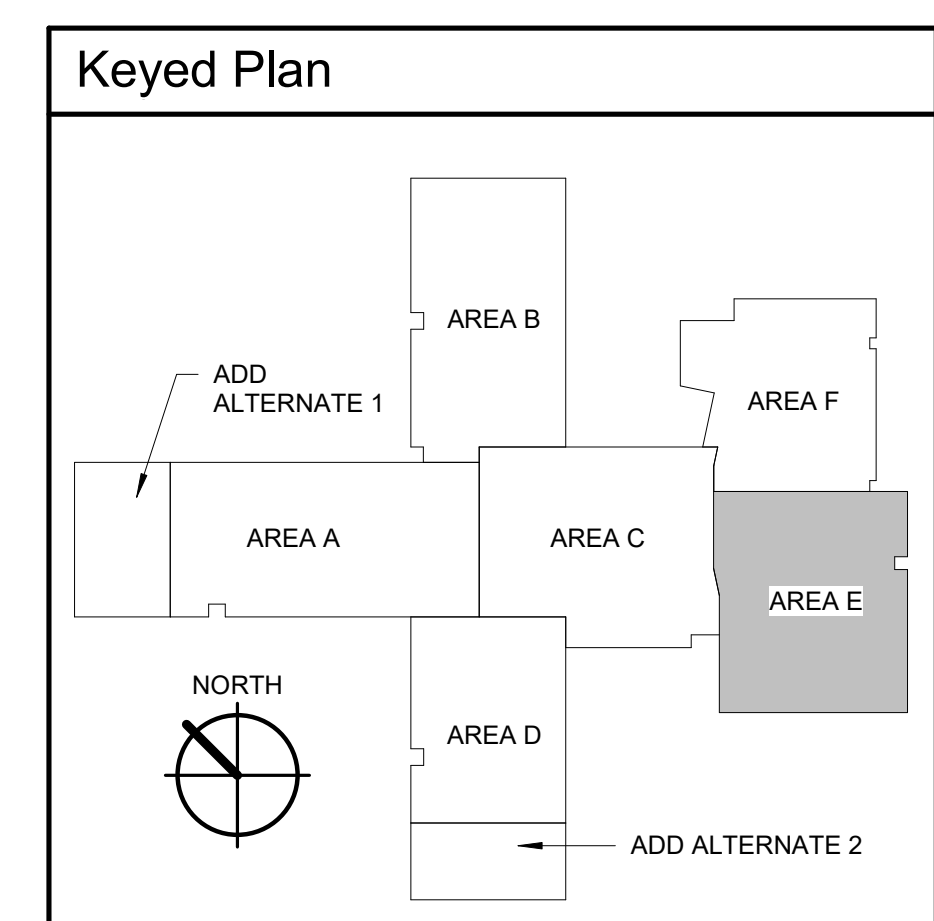 Keyed Plan
AREA B
ADD
ALTERNATE 1
AREA F
AREA A
AREA C
AREA E
NORTH
AREA D
ADD ALTERNATE 2